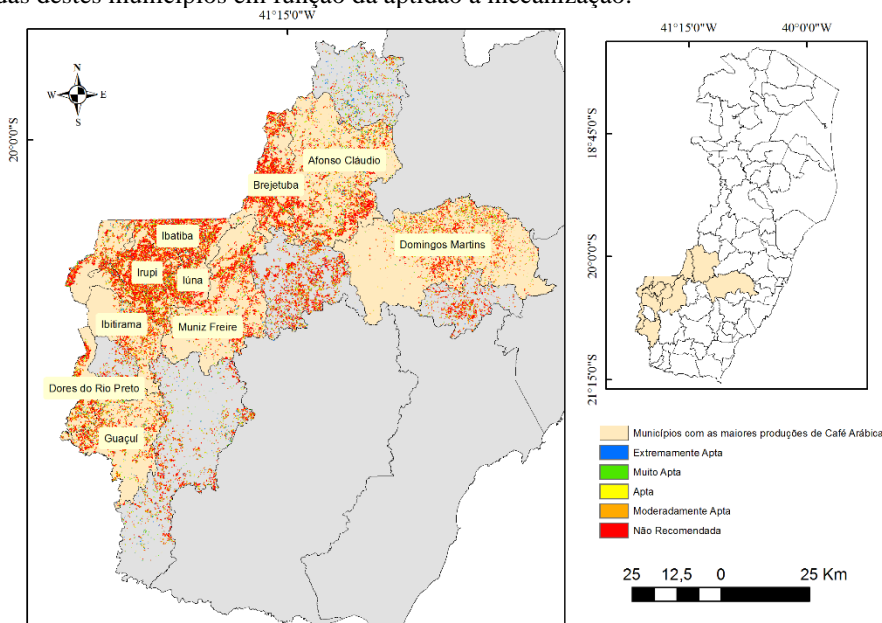 das destes municípios em função da aptidão a mecanização.
41°15'0"W
41°15'0"W 40°0'0"W
N
W E
S
20°0'0"S
18°45'0"S
20°0'0"S
21°15'0"S
Afonso Cláudio
Brejetuba
Ibatiba
Domingos Martins
Irupi
Iúna
Ibitirama
Muniz Freire
Dores do Rio Preto
Guaçuí
Municípios com as maiores produções de Café Arábica
Extremamente Apta
Muito Apta
Apta
Moderadamente Apta
Não Recomendada
25 12,5 0 25 Km